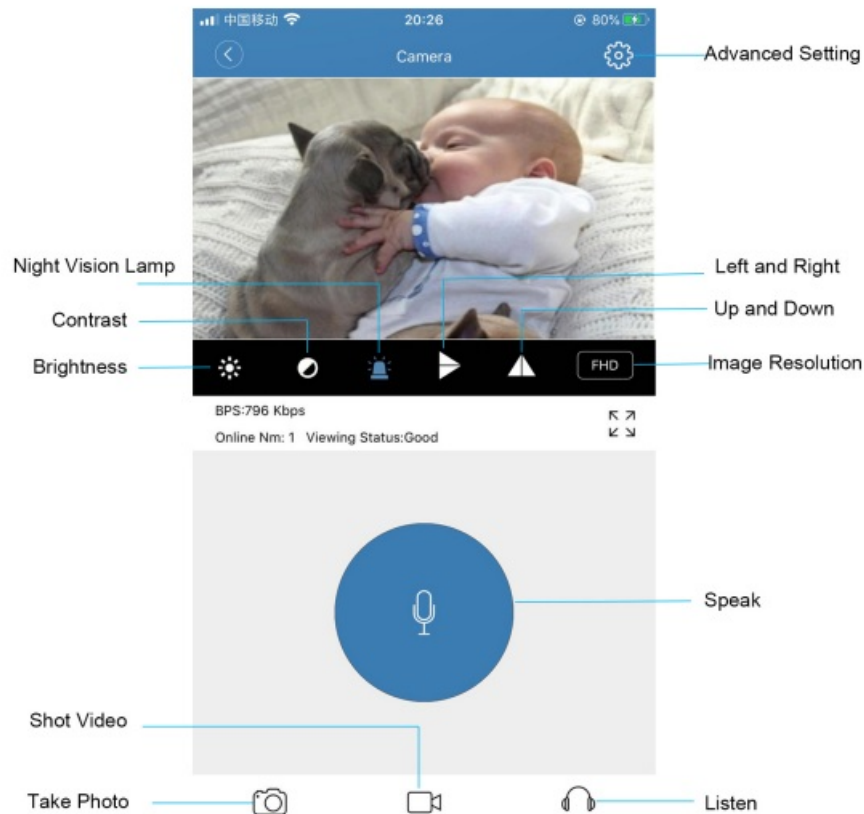 中国移动
20:26
80%
Camera
Advanced Setting
Night Vision Lamp
Left and Right
Contrast
Up and Down
Brightness
FHD
Image Resolution
BPS:796 Kbps
Online Nm: 1 Viewing Status:Good
Speak
Shot Video
Take Photo
Listen